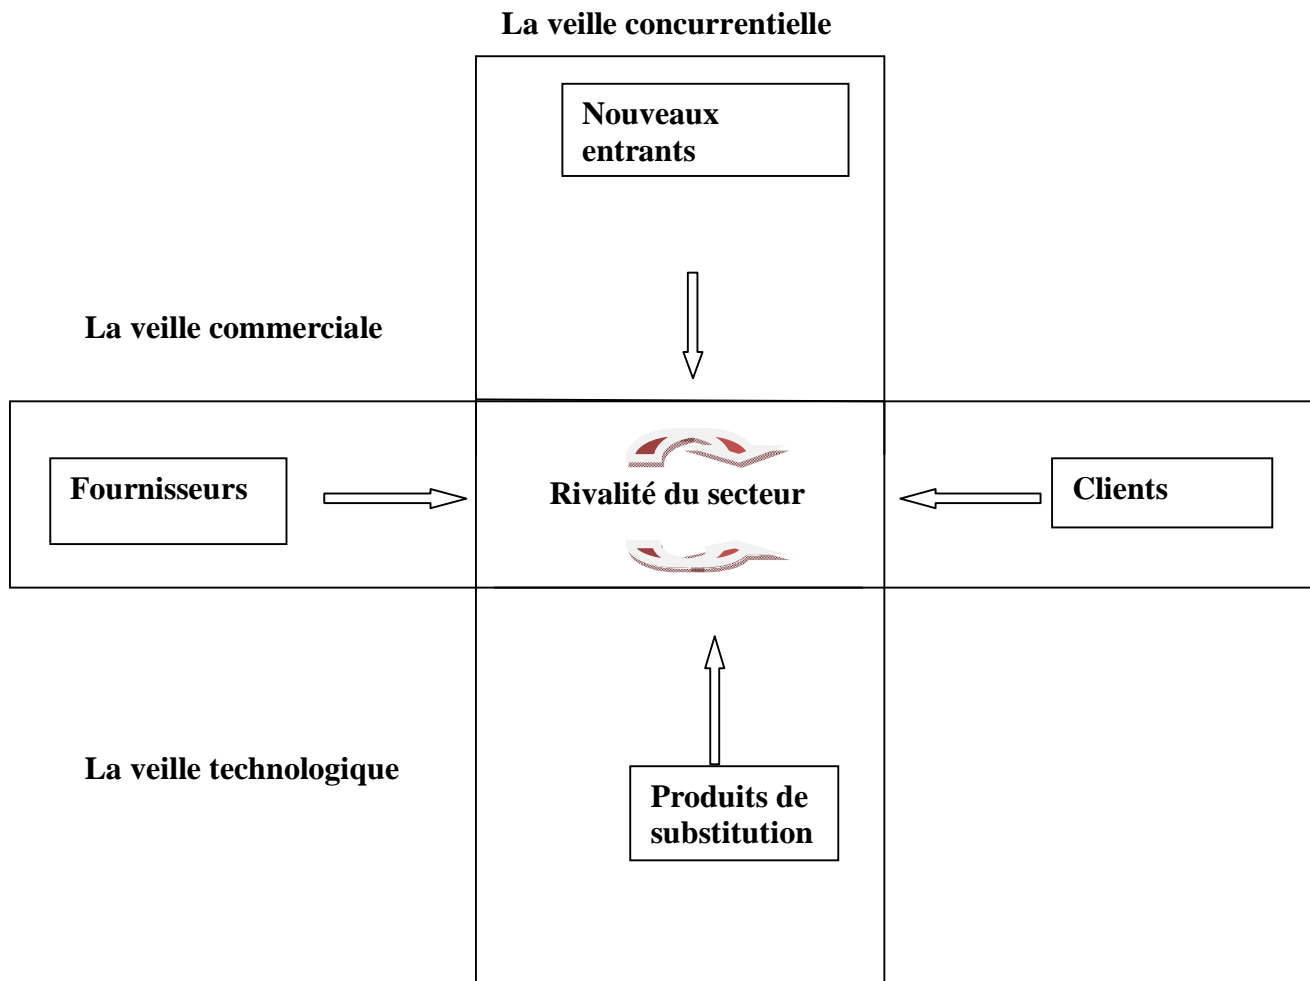 La veille concurrentielle
Nouveaux
entrants
La veille commerciale
Fournisseurs
Rivalité du secteur
Clients
La veille technologique
Produits de
substitution